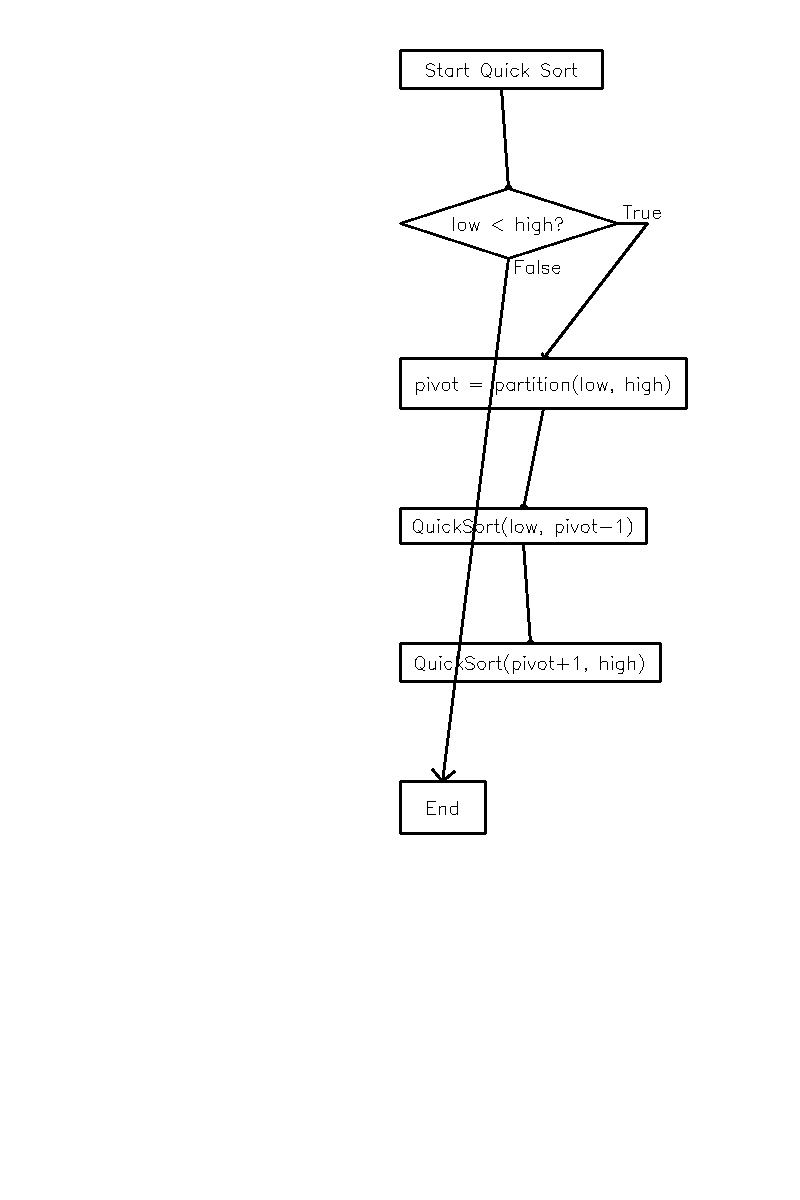 Start Quick Sort
low < high?
True
False
pivot = partition(low, high)
QuickSort(low, pivot-1)
QuickSort(pivot+1, high)
End